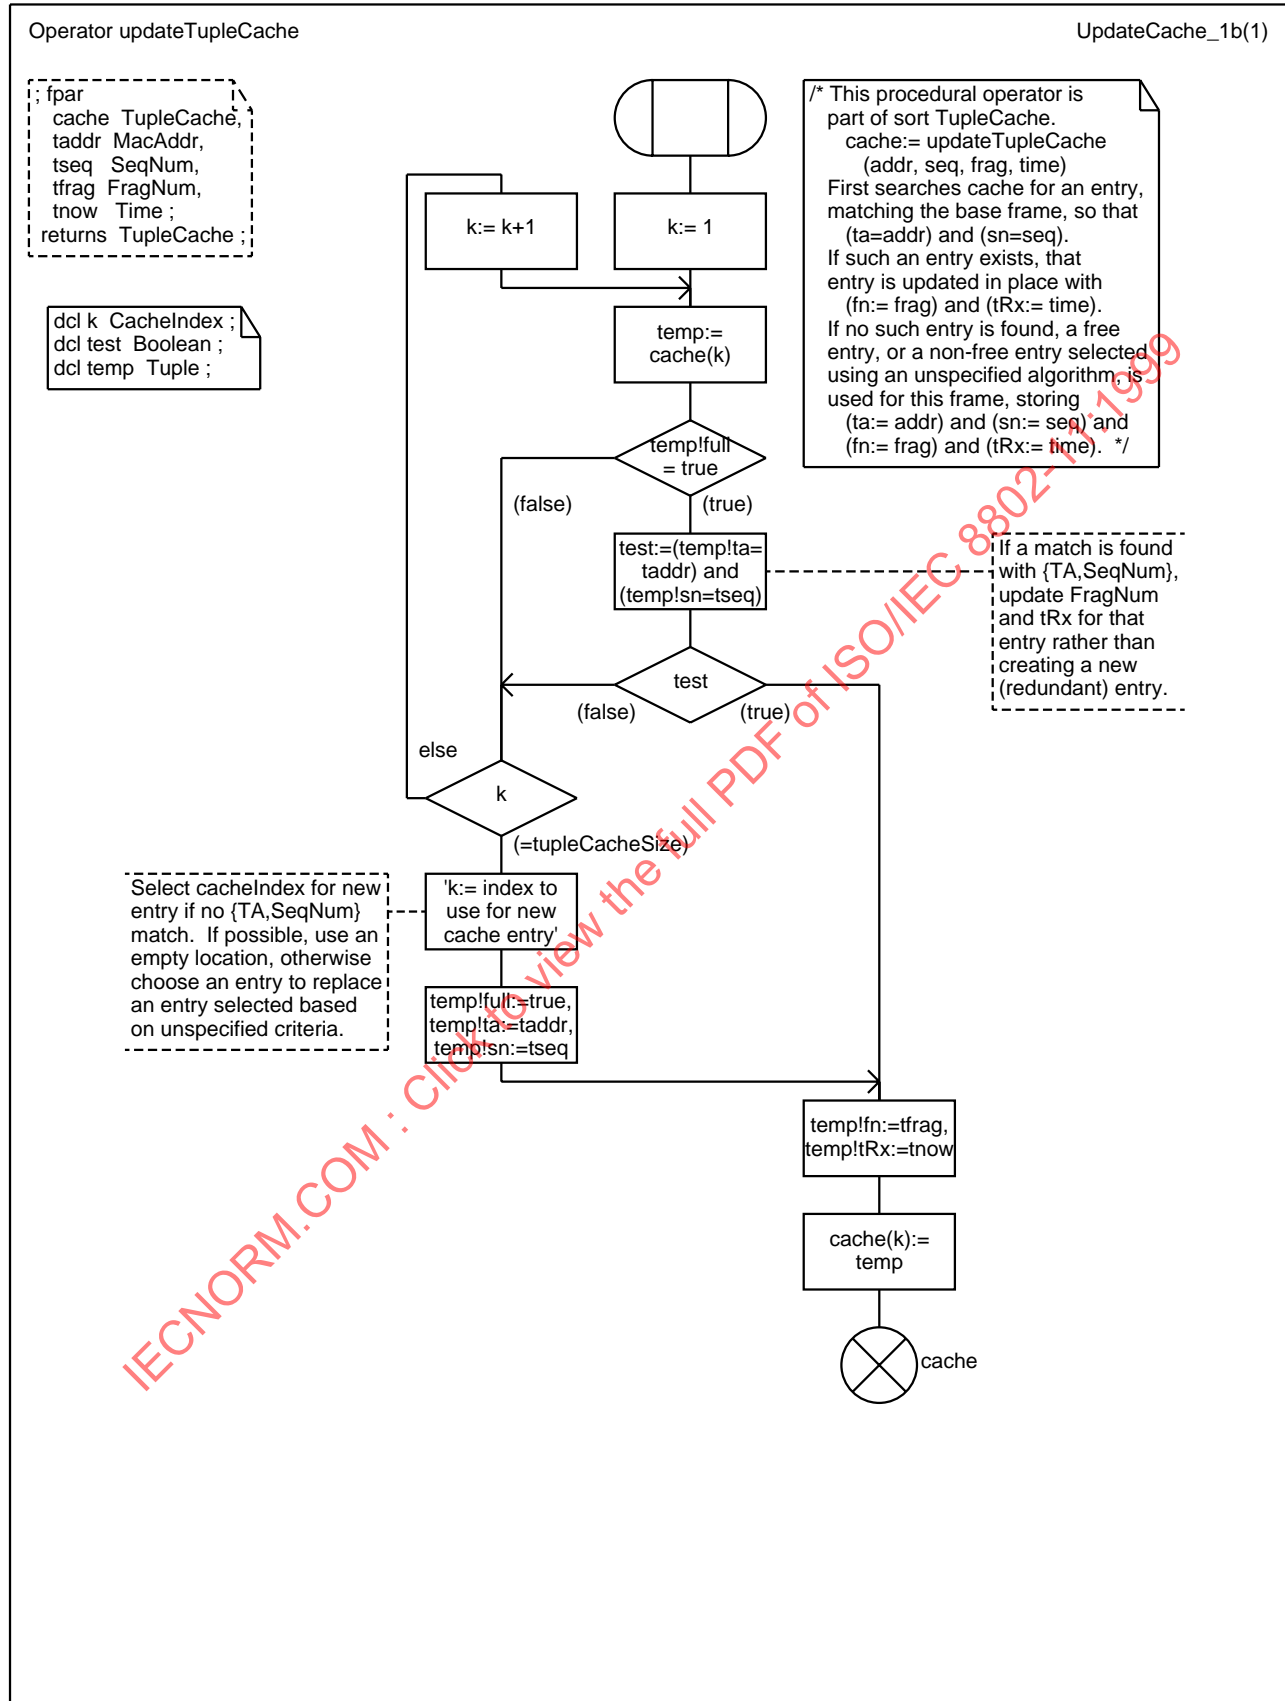 Operator updateTupleCache
UpdateCache_1b(1)
; fpar
cache  TupleCache,
taddr  MacAddr,
tseq   SeqNum,
tfrag  FragNum,
tnow   Time ;
returns  TupleCache ;
dcl k  CacheIndex ;
dcl test  Boolean ;
dcl temp  Tuple ;
/* This procedural operator is
part of sort TupleCache.
cache:= updateTupleCache
(addr, seq, frag, time)
First searches cache for an entry,
matching the base frame, so that
(ta=addr) and (sn=seq).
If such an entry exists, that
entry is updated in place with
(fn:= frag) and (tRx:= time).
If no such entry is found, a free
entry, or a non-free entry selected
using an unspecified algorithm, is
used for this frame, storing
(ta:= addr) and (sn:= seq) and
(fn:= frag) and (tRx:= time).  */
k:= k+1
k:= 1
temp:=
cache(k)
temp!full
= true
(false)
(true)
test:=(temp!ta=
taddr) and
(temp!sn=tseq)
If a match is found
with {TA,SeqNum},
update FragNum
and tRx for that
entry rather than
creating a new
(redundant) entry.
test
(false)
(true)
else
k
(=tupleCacheSize)
Select cacheIndex for new
entry if no {TA,SeqNum}
match.  If possible, use an
empty location, otherwise
choose an entry to replace
an entry selected based
on unspecified criteria.
'k:= index to
use for new
cache entry'
temp!full:=true,
temp!ta:=taddr,
temp!sn:=tseq
temp!fn:=tfrag,
temp!tRx:=tnow
cache(k):=
temp
cache
IECNORM.COM : Click to view the full PDF of ISO/IEC 8802-11:1999